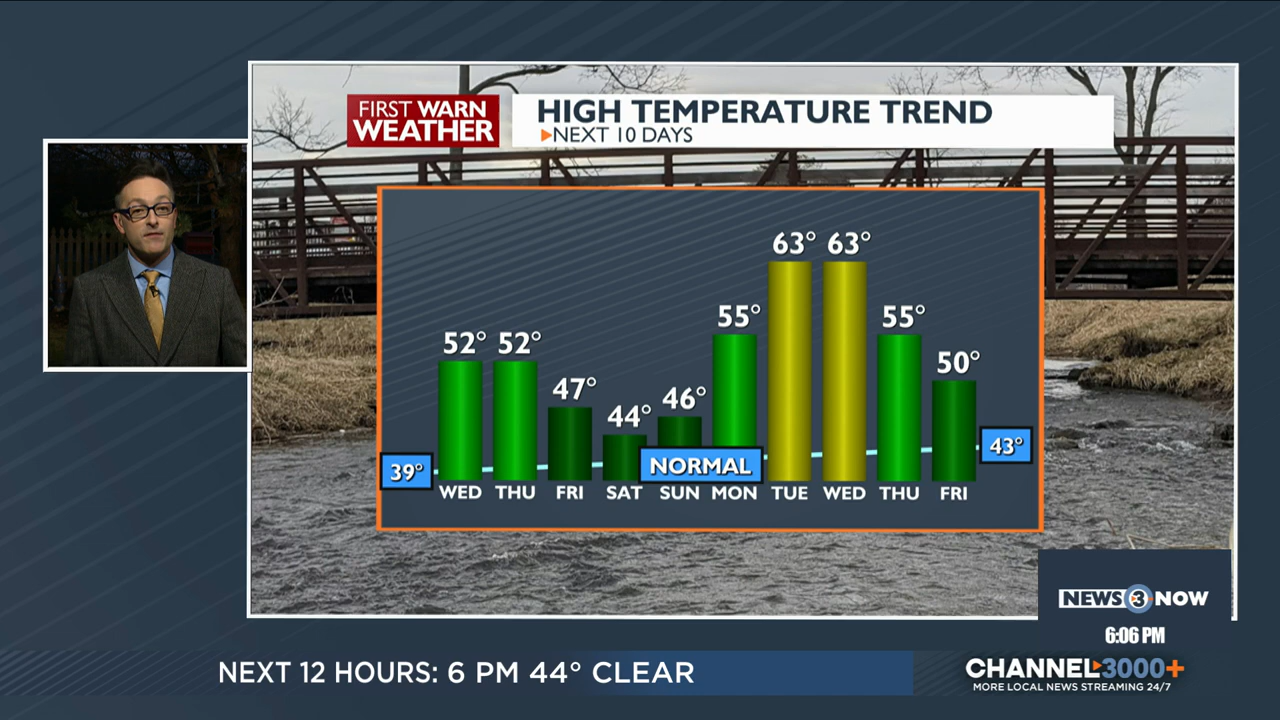 FIRST WARN
WEATHER
HIGH TEMPERATURE TREND
NEXT 10 DAYS
63° 63°
55° 55°
52° 52°
50°
47°
46°
44°
43°
39°
NORMAL
WED THU FRI SAT SUN MON TUE WED THU FRI
NEWS 3 NOW
6:06 PM
NEXT 12 HOURS: 6 PM 44° CLEAR
CHANNEL3000+
MORE LOCAL NEWS STREAMING 24/7